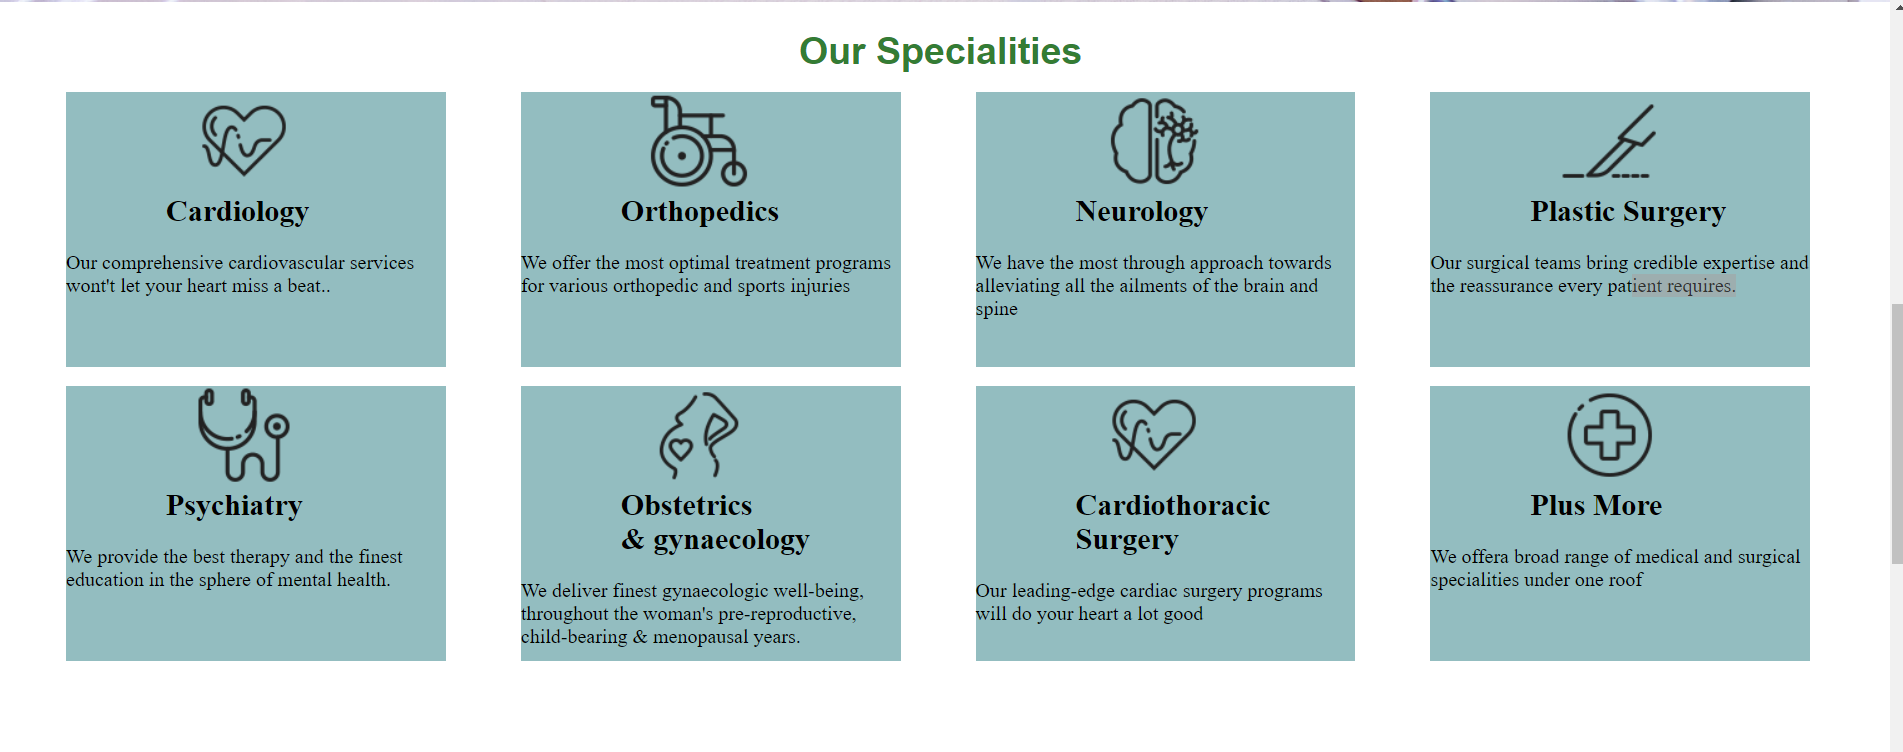 Our Specialities
Cardiology
Our comprehensive cardiovascular services
wont't let your heart miss a beat..
Orthopedics
We offer the most optimal treatment programs
for various orthopedic and sports injuries
Neurology
We have the most through approach towards
alleviating all the ailments of the brain and
spine
Plastic Surgery
Our surgical teams bring credible expertise and
the reassurance every patient requires.
Psychiatry
We provide the best therapy and the finest
education in the sphere of mental health.
Obstetrics
& gynaecology
We deliver finest gynaecologic well-being,
throughout the woman's pre-reproductive,
child-bearing & menopausal years.
Cardiothoracic
Surgery
Our leading-edge cardiac surgery programs
will do your heart a lot good
Plus More
We offera broad range of medical and surgical
specialities under one roof